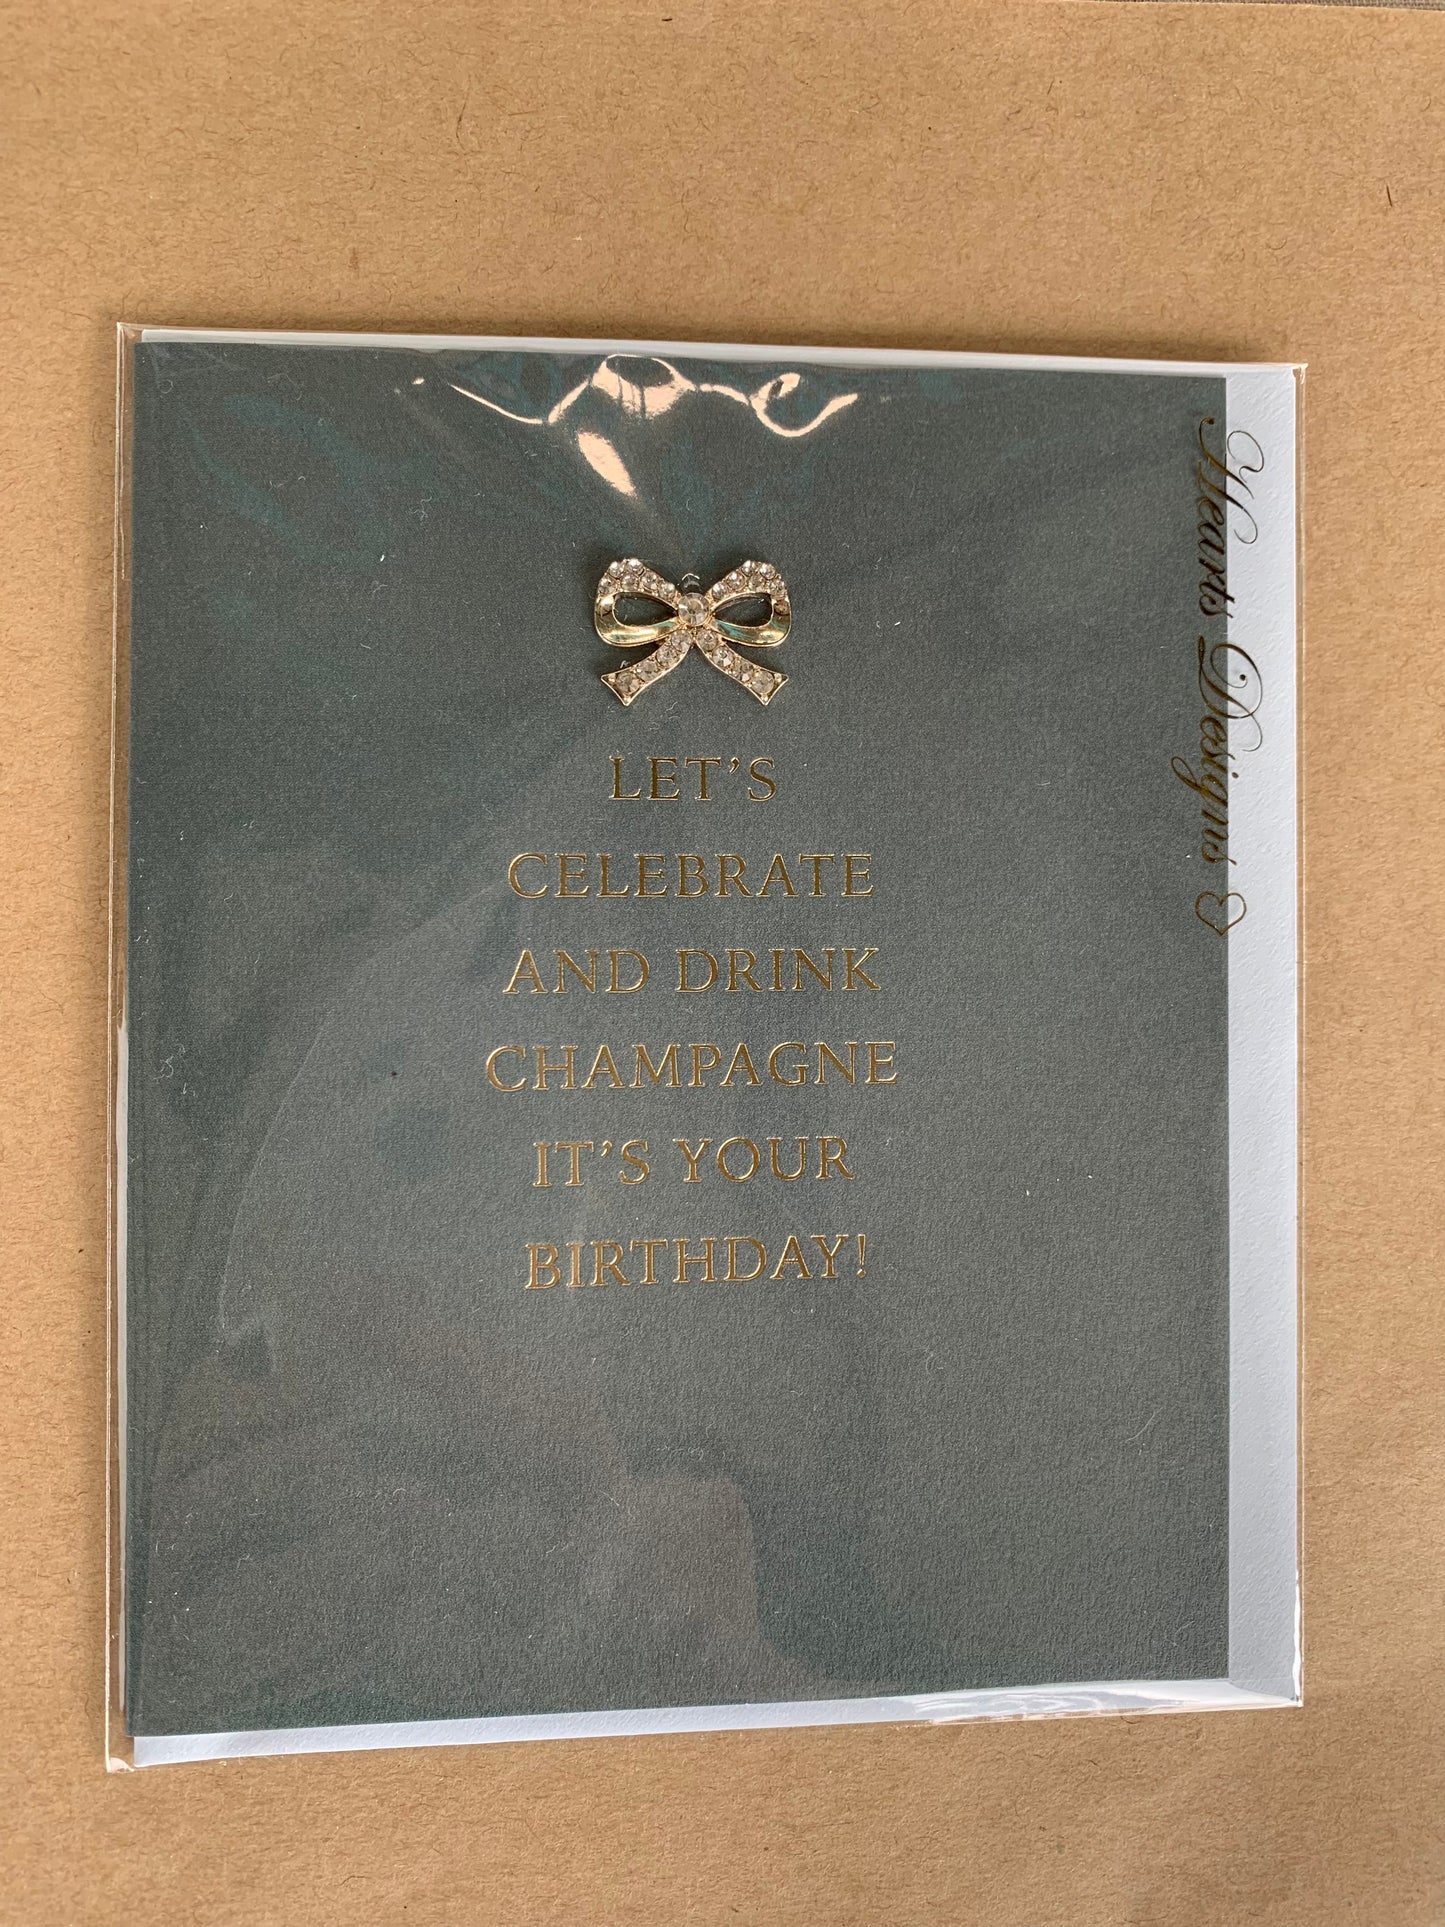 LET'S
CELEBRATE
AND DRINK
CHAMPAGNE
IT'S YOUR
BIRTHDAY!
Hearts Designs